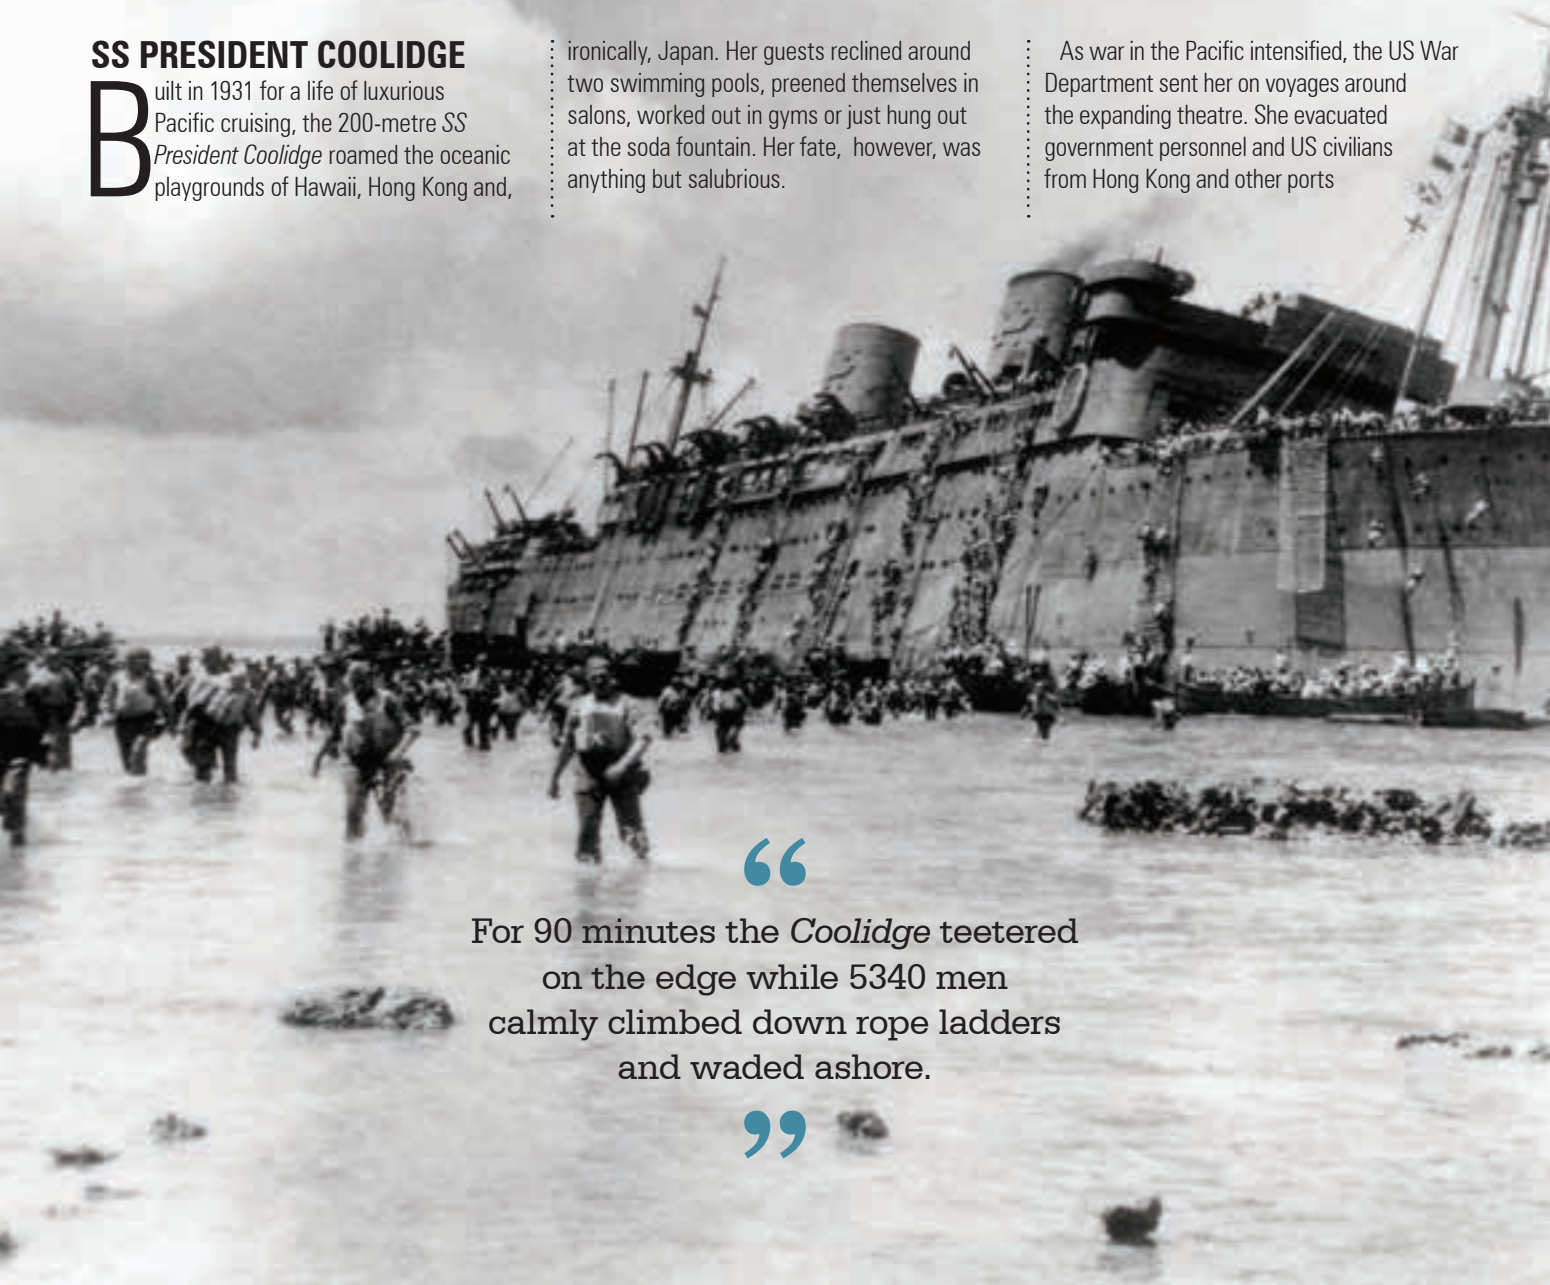 SS PRESIDENT COOLIDGE
Built in 1931 for a life of luxurious
Pacific cruising, the 200-metre SS
President Coolidge roamed the oceanic
playgrounds of Hawaii, Hong Kong and,
ironically, Japan. Her guests reclined around
two swimming pools, preened themselves in
salons, worked out in gyms or just hung out
at the soda fountain. Her fate,  however, was
anything but salubrious.
As war in the Pacific intensified, the US War
Department sent her on voyages around
the expanding theatre. She evacuated
government personnel and US civilians
from Hong Kong and other ports
“
For 90 minutes the Coolidge teetered
on the edge while 5340 men
calmly climbed down rope ladders
and waded ashore.
”